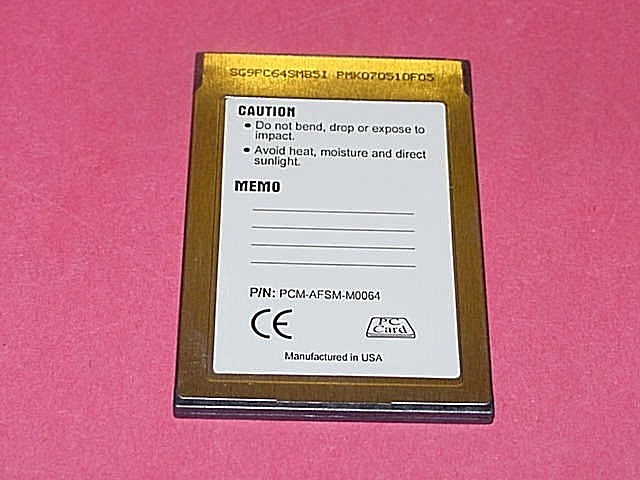 SG9PC64SMB5I PMKQ70510F05
CAUTION
• Do not bend, drop or expose to
impact.
• Avoid heat, moisture and direct
sunlight.
MEMO
P/N: PCM-AFSM-M0064
CE
PC
Card
Manufactured in USA